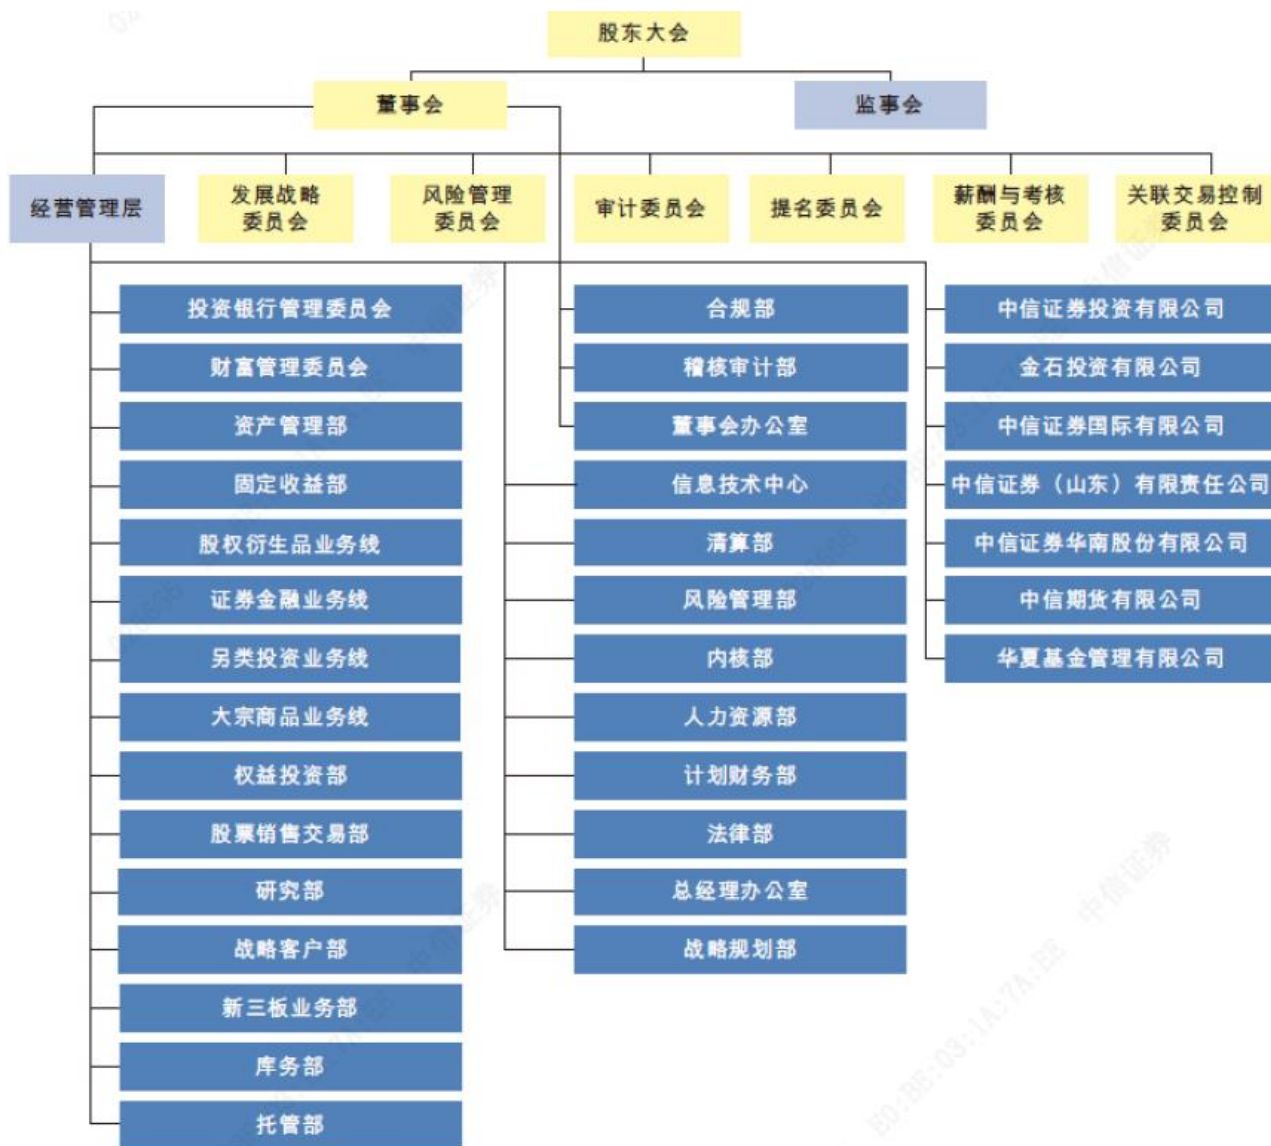 股东大会
董事会
监事会
经营管理层
发展战略
委员会
风险管理
委员会
审计委员会
提名委员会
薪酬与考核
委员会
关联交易控制
委员会
投资银行管理委员会
财富管理委员会
资产管理部
固定收益部
股权衍生品业务线
证券金融业务线
另类投资业务线
大宗商品业务线
权益投资部
股票销售交易部
研究部
战略客户部
新三板业务部
库务部
托管部
合规部
稽核审计部
董事会办公室
信息技术中心
清算部
风险管理部
内核部
人力资源部
计划财务部
法律部
总经理办公室
战略规划部
中信证券投资有限公司
金石投资有限公司
中信证券国际有限公司
中信证券（山东）有限责任公司
中信证券华南股份有限公司
中信期货有限公司
华夏基金管理有限公司